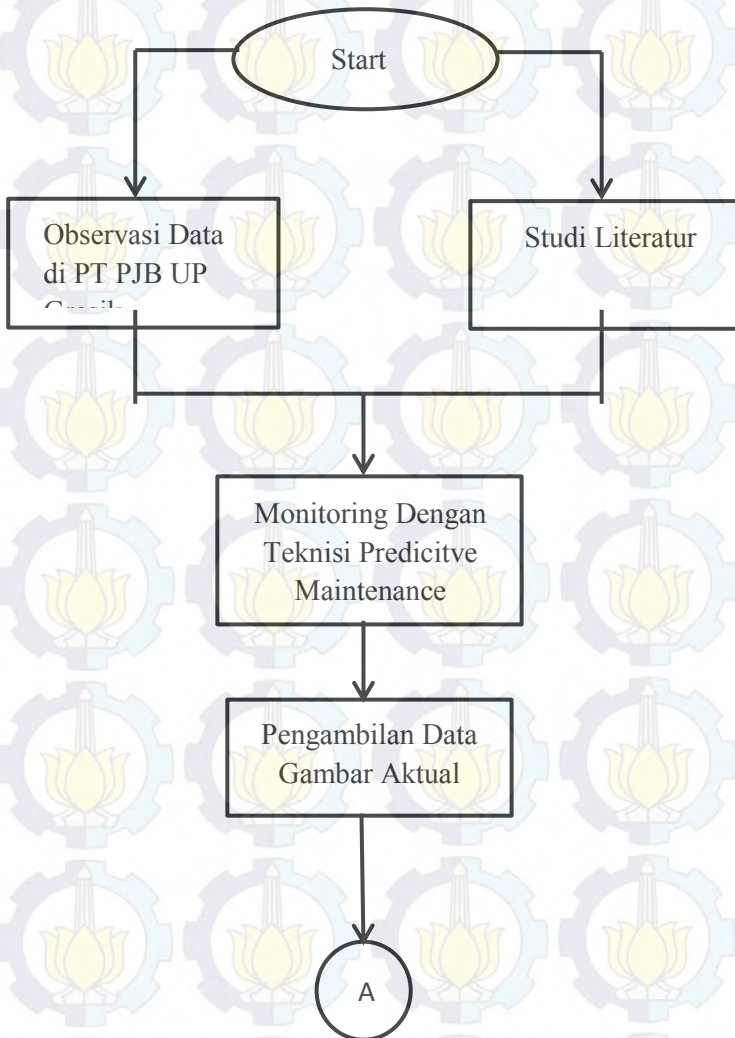 Start
Observasi Data
di PT PJB UP
Studi Literatur
Monitoring Dengan
Teknisi Predicitve
Maintenance
Pengambilan Data
Gambar Aktual
A